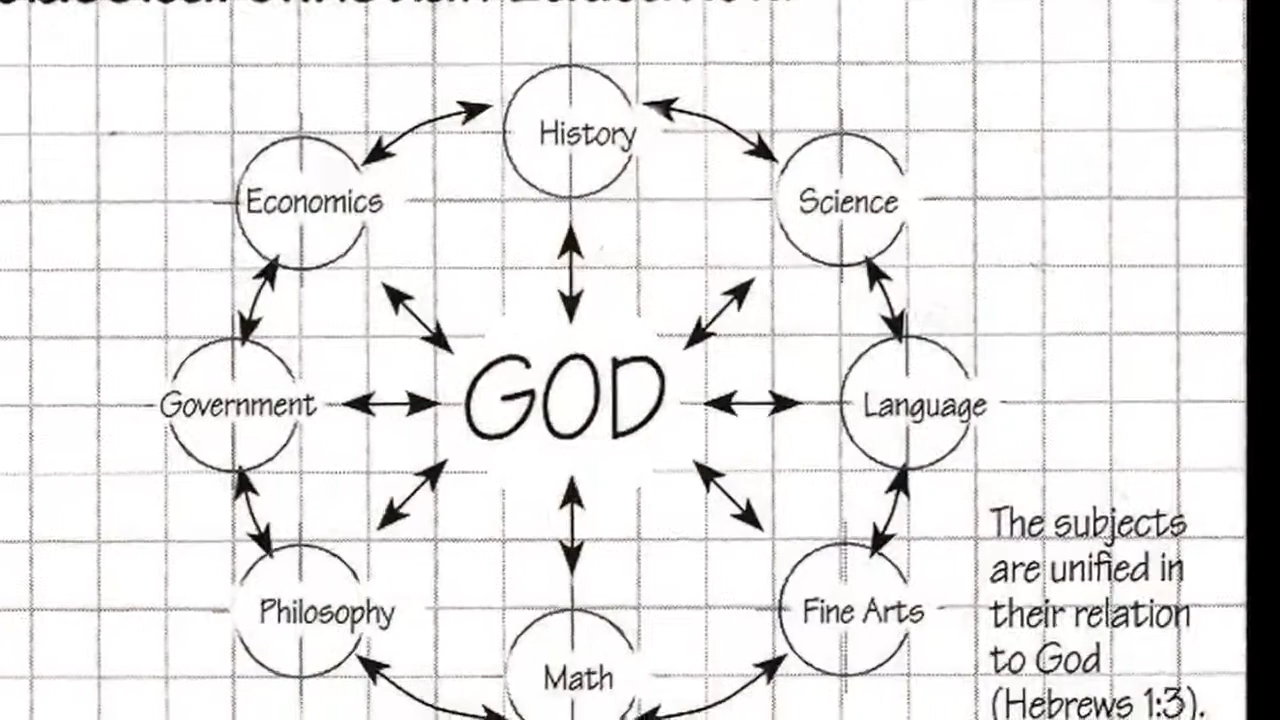 History
Economics
Science
GOD
Government
Language
Philosophy
Fine Arts
Math
The subjects
are unified in
their relation
to God
(Hebrews 1:3).